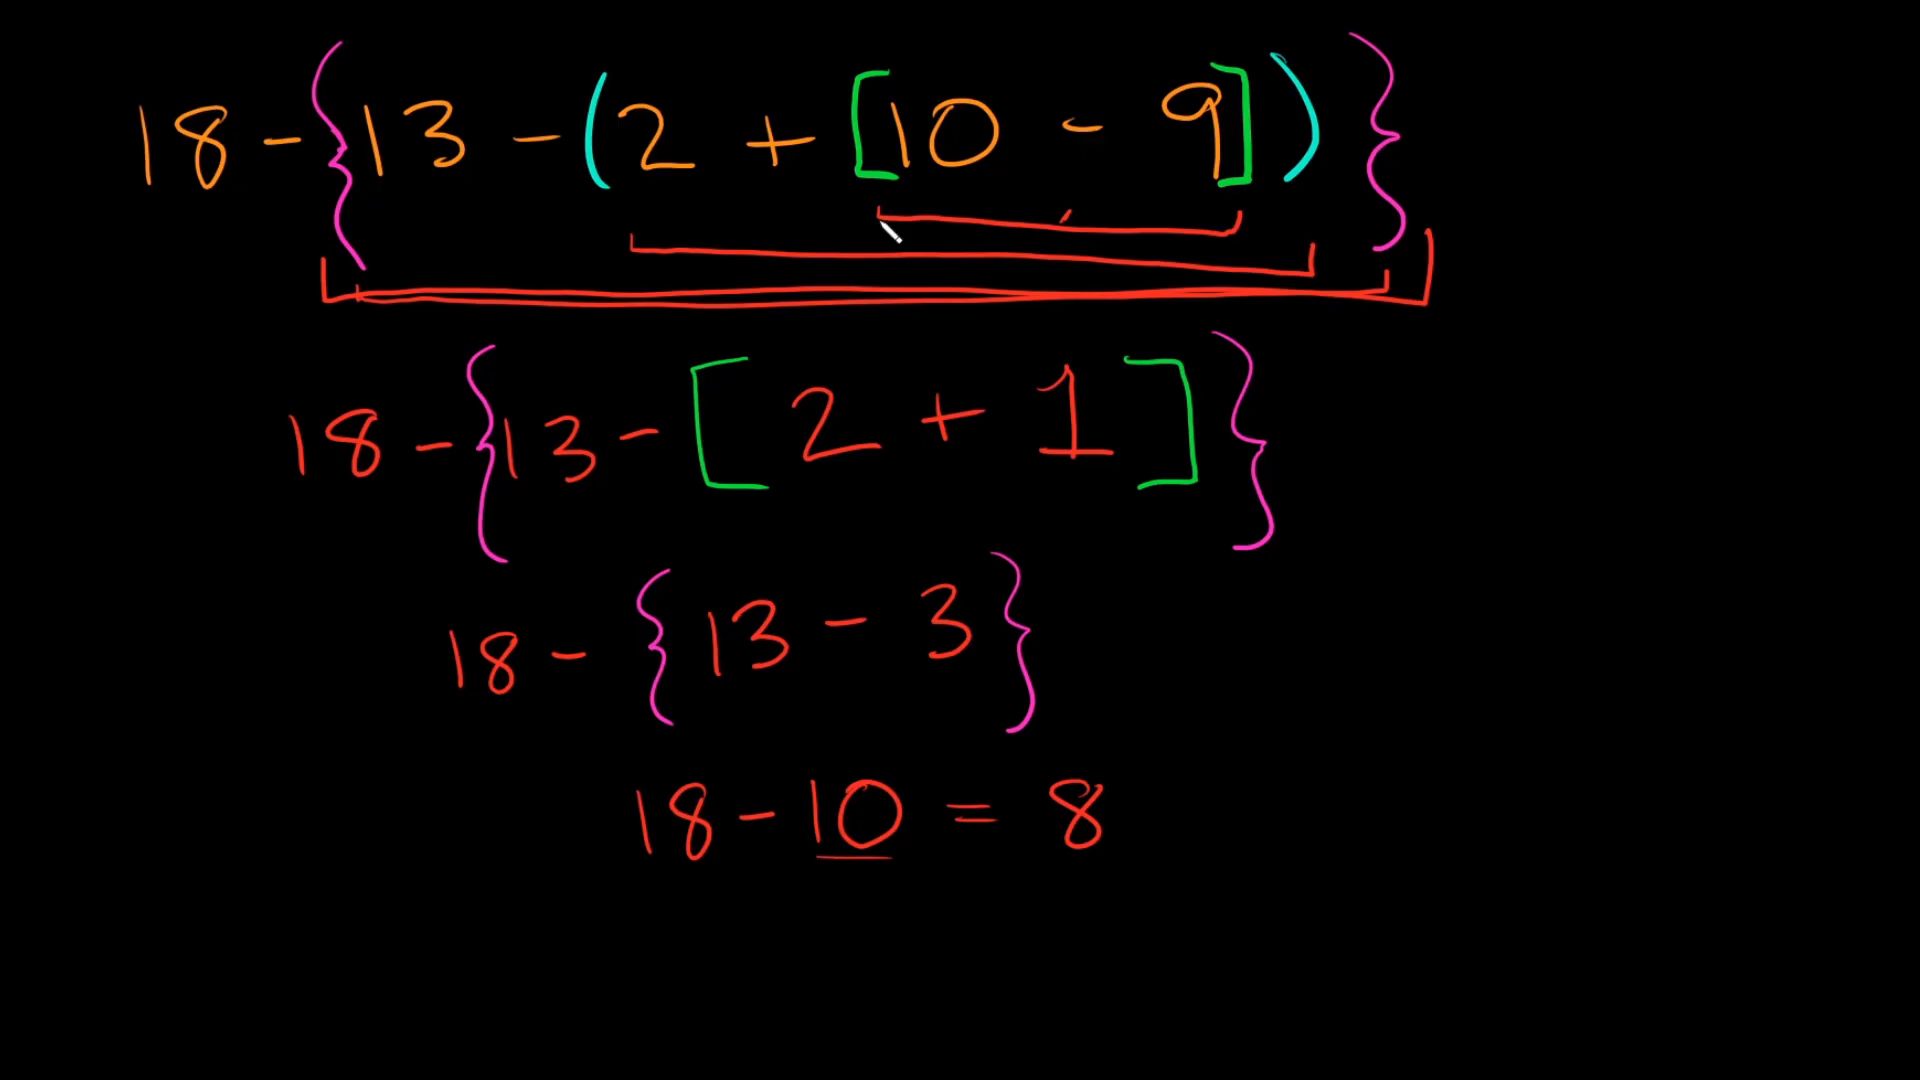 18 - { 13 - ( 2 + [ 10 - 9 ] ) }
18 - { 13 - [ 2 + 1 ] }
18 - { 13 - 3 }
18 - 10 = 8